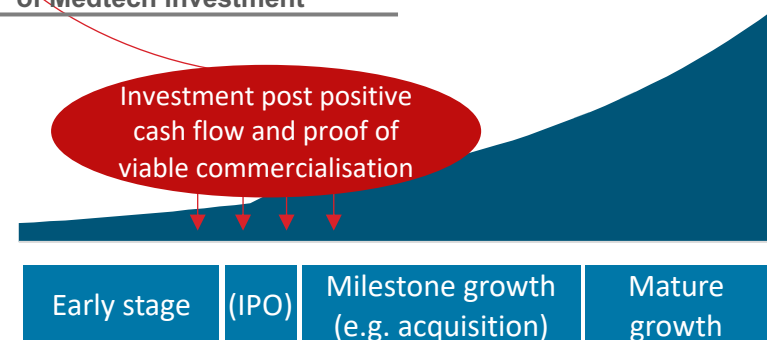 of Medtech Investment
Investment post positive
cash flow and proof of
viable commercialisation
Early stage
(IPO)
Milestone growth
(e.g. acquisition)
Mature
growth